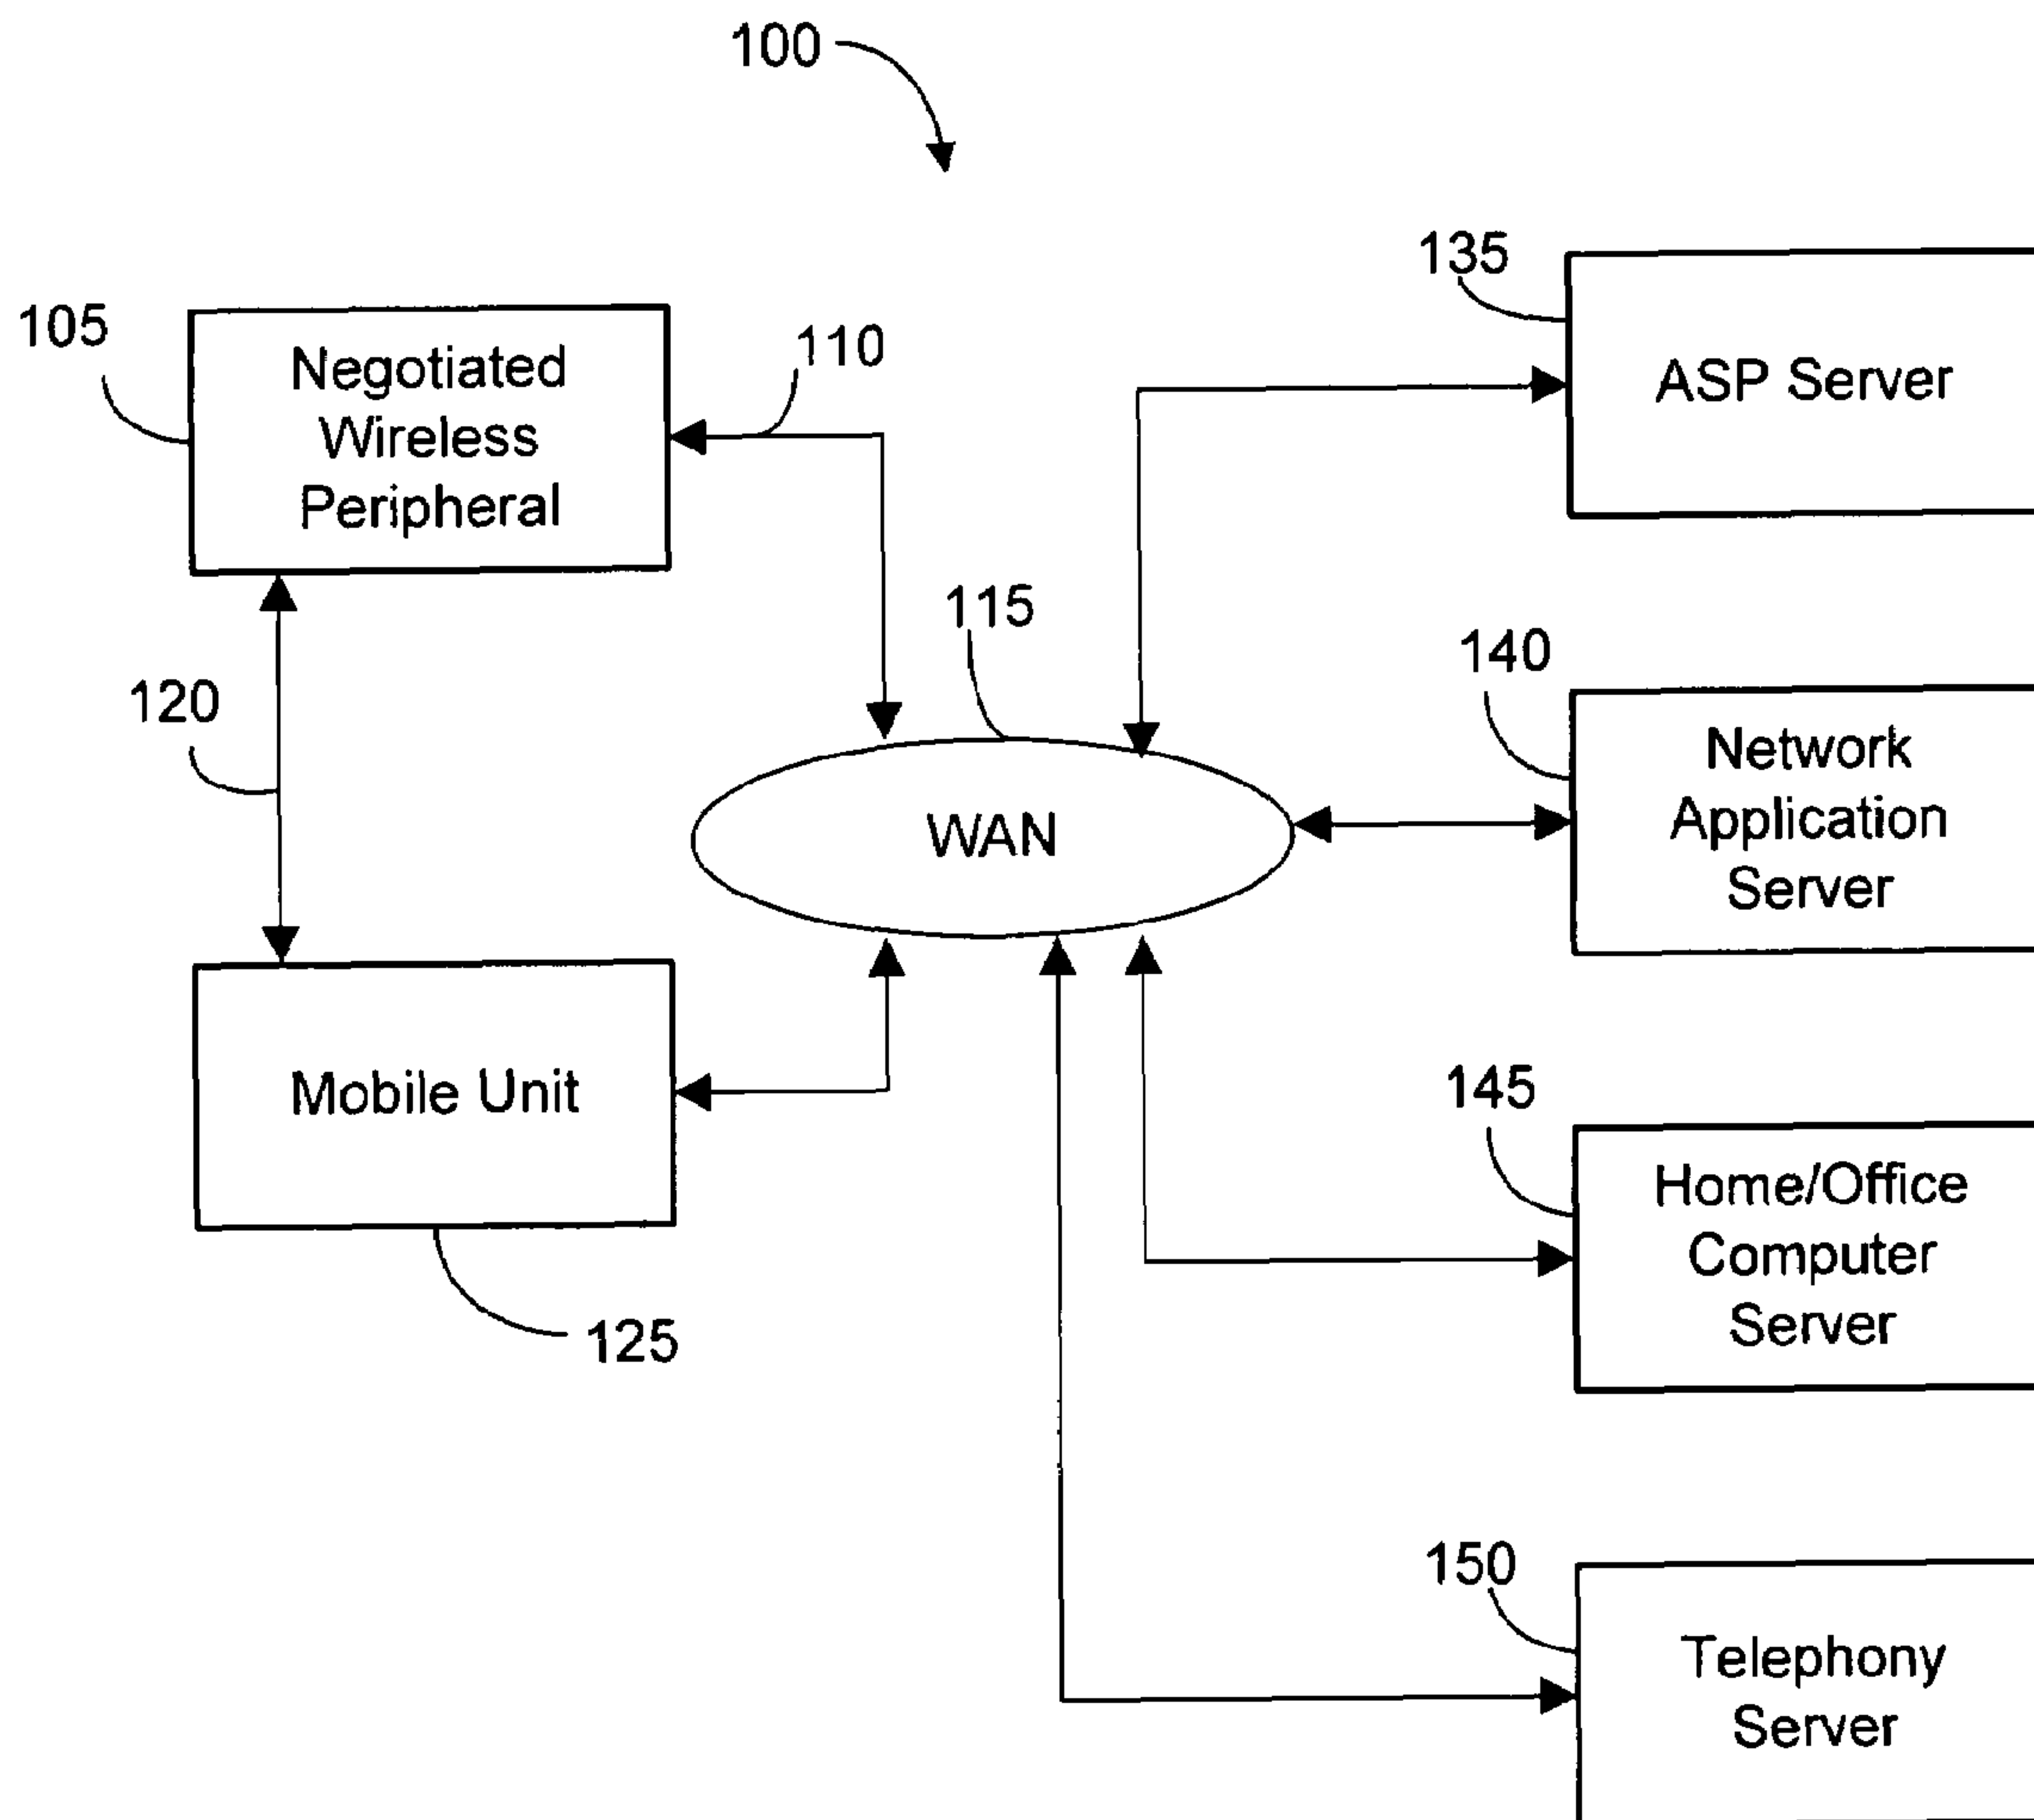 100
135
105
Negotiated
Wireless
Peripheral
110
ASP Server
115
140
120
Network
Application
Server
WAN
Mobile Unit
145
Home/Office
Computer
Server
125
150
Telephony
Server